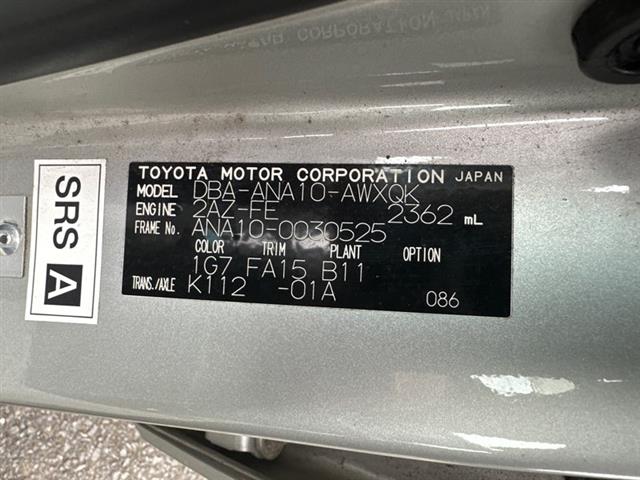 TOYOTA MOTOR CORPORATION JAPAN
MODEL DBA-ANA10-AWXQK
ENGINE 2AZ-FE 2362 mL
FRAME No. ANA10-0030525
COLOR TRIM PLANT OPTION
1G7 FA15 B11
TRANS./AXLE K112 -01A 086
SRS A